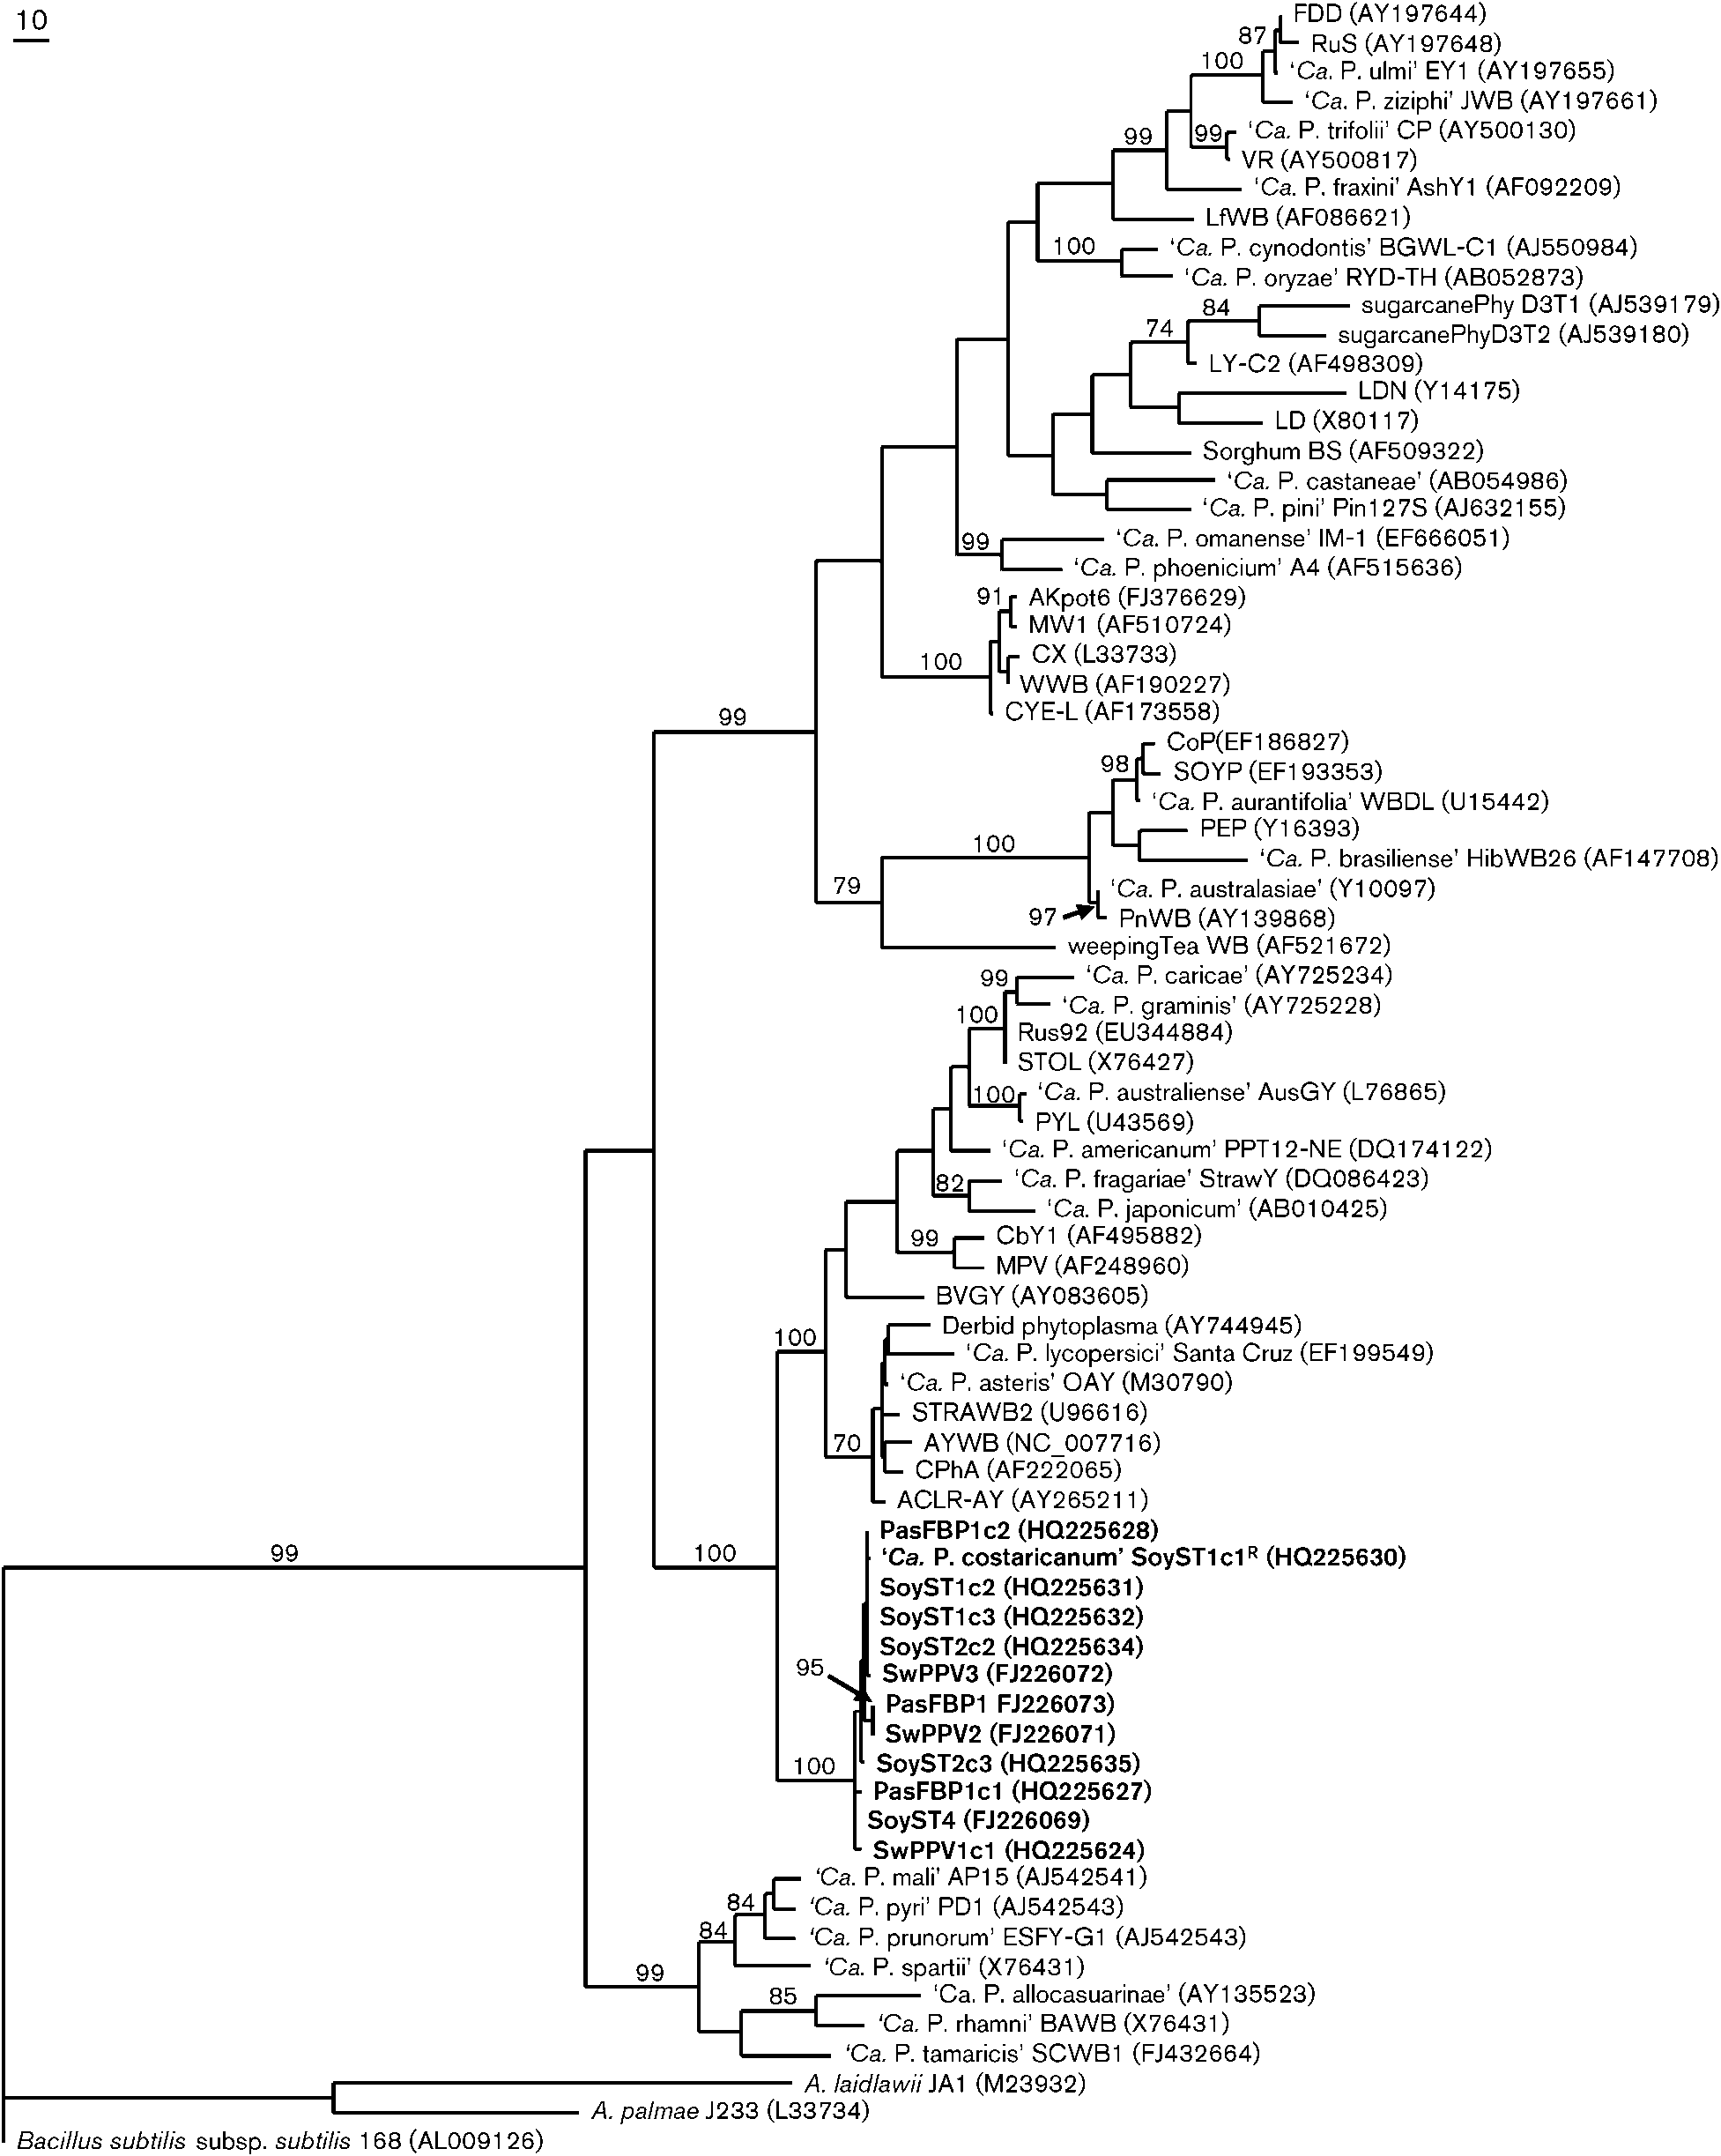 10
FDD (AY197644)
87
RuS (AY197648)
100
‘Ca. P. ulmi’ EY1 (AY197655)
‘Ca. P. ziziphi’ JWB (AY197661)
99
99
‘Ca. P. trifolii’ CP (AY500130)
VR (AY500817)
‘Ca. P. fraxini’ AshY1 (AF092209)
LfWB (AF086621)
100
‘Ca. P. cynodontis’ BGWL-C1 (AJ550984)
‘Ca. P. oryzae’ RYD-TH (AB052873)
84
sugarcanePhy D3T1 (AJ539179)
74
sugarcanePhyD3T2 (AJ539180)
LY-C2 (AF498309)
LDN (Y14175)
LD (X80117)
Sorghum BS (AF509322)
‘Ca. P. castaneae’ (AB054986)
‘Ca. P. pini’ Pin127S (AJ632155)
99
‘Ca. P. omanense’ IM-1 (EF666051)
‘Ca. P. phoenicium’ A4 (AF515636)
91
AKpot6 (FJ376629)
MW1 (AF510724)
100
CX (L33733)
WWB (AF190227)
CYE-L (AF173558)
99
CoP(EF186827)
98
SOYP (EF193353)
‘Ca. P. aurantifolia’ WBDL (U15442)
PEP (Y16393)
100
‘Ca. P. brasiliense’ HibWB26 (AF147708)
79
‘Ca. P. australasiae’ (Y10097)
97
PnWB (AY139868)
weepingTea WB (AF521672)
99
‘Ca. P. caricae’ (AY725234)
‘Ca. P. graminis’ (AY725228)
100
Rus92 (EU344884)
STOL (X76427)
100
‘Ca. P. australiense’ AusGY (L76865)
PYL (U43569)
‘Ca. P. americanum’ PPT12-NE (DQ174122)
82
‘Ca. P. fragariae’ StrawY (DQ086423)
‘Ca. P. japonicum’ (AB010425)
99
CbY1 (AF495882)
MPV (AF248960)
BVGY (AY083605)
100
Derbid phytoplasma (AY744945)
‘Ca. P. lycopersici’ Santa Cruz (EF199549)
‘Ca. P. asteris’ OAY (M30790)
STRAWB2 (U96616)
70
AYWB (NC_007716)
CPhA (AF222065)
ACLR-AY (AY265211)
PasFBP1c2 (HQ225628)
99
100
‘Ca. P. costaricanum’ SoyST1c1ᴿ (HQ225630)
SoyST1c2 (HQ225631)
SoyST1c3 (HQ225632)
SoyST2c2 (HQ225634)
95
SwPPV3 (FJ226072)
PasFBP1 FJ226073)
SwPPV2 (FJ226071)
100
SoyST2c3 (HQ225635)
PasFBP1c1 (HQ225627)
SoyST4 (FJ226069)
SwPPV1c1 (HQ225624)
‘Ca. P. mali’ AP15 (AJ542541)
84
‘Ca. P. pyri’ PD1 (AJ542543)
84
‘Ca. P. prunorum’ ESFY-G1 (AJ542543)
99
‘Ca. P. spartii’ (X76431)
85
‘Ca. P. allocasuarinae’ (AY135523)
‘Ca. P. rhamni’ BAWB (X76431)
‘Ca. P. tamaricis’ SCWB1 (FJ432664)
A. laidlawii JA1 (M23932)
A. palmae J233 (L33734)
Bacillus subtilis subsp. subtilis 168 (AL009126)